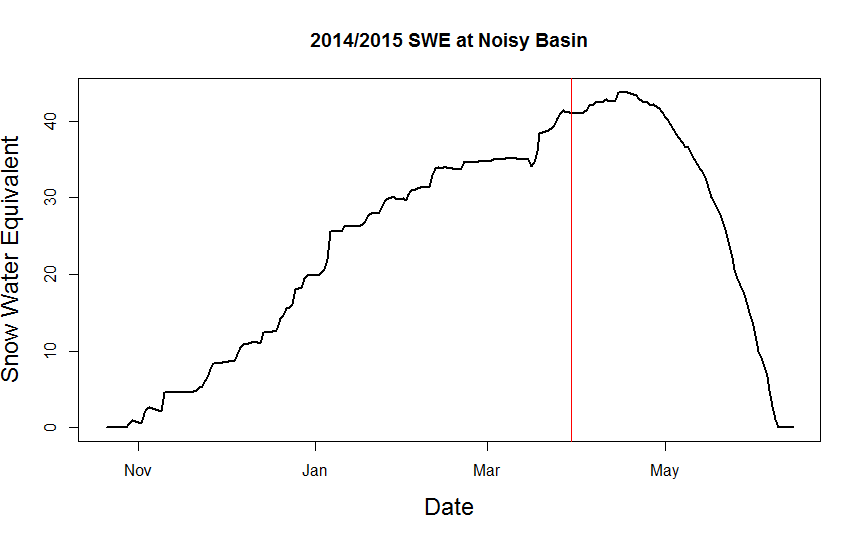 2014/2015 SWE at Noisy Basin
Snow Water Equivalent
40
30
20
10
0
Nov Jan Mar May
Date